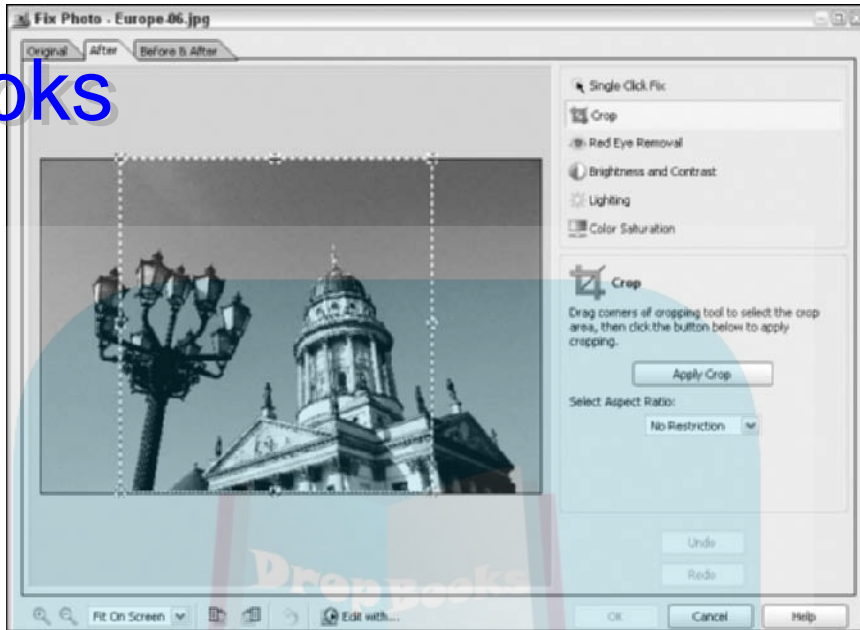 Fix Photo - Europe-06.jpg
Original
After
Before & After
oks
Single Click Fix
Crop
Red Eye Removal
Brightness and Contrast
Lighting
Color Saturation
Crop
Drag corners of cropping tool to select the crop
area, then click the button below to apply
cropping.
Apply Crop
Select Aspect Ratio:
No Restriction
Undo
Redo
DropBooks
Fit On Screen
Edit with...
OK
Cancel
Help